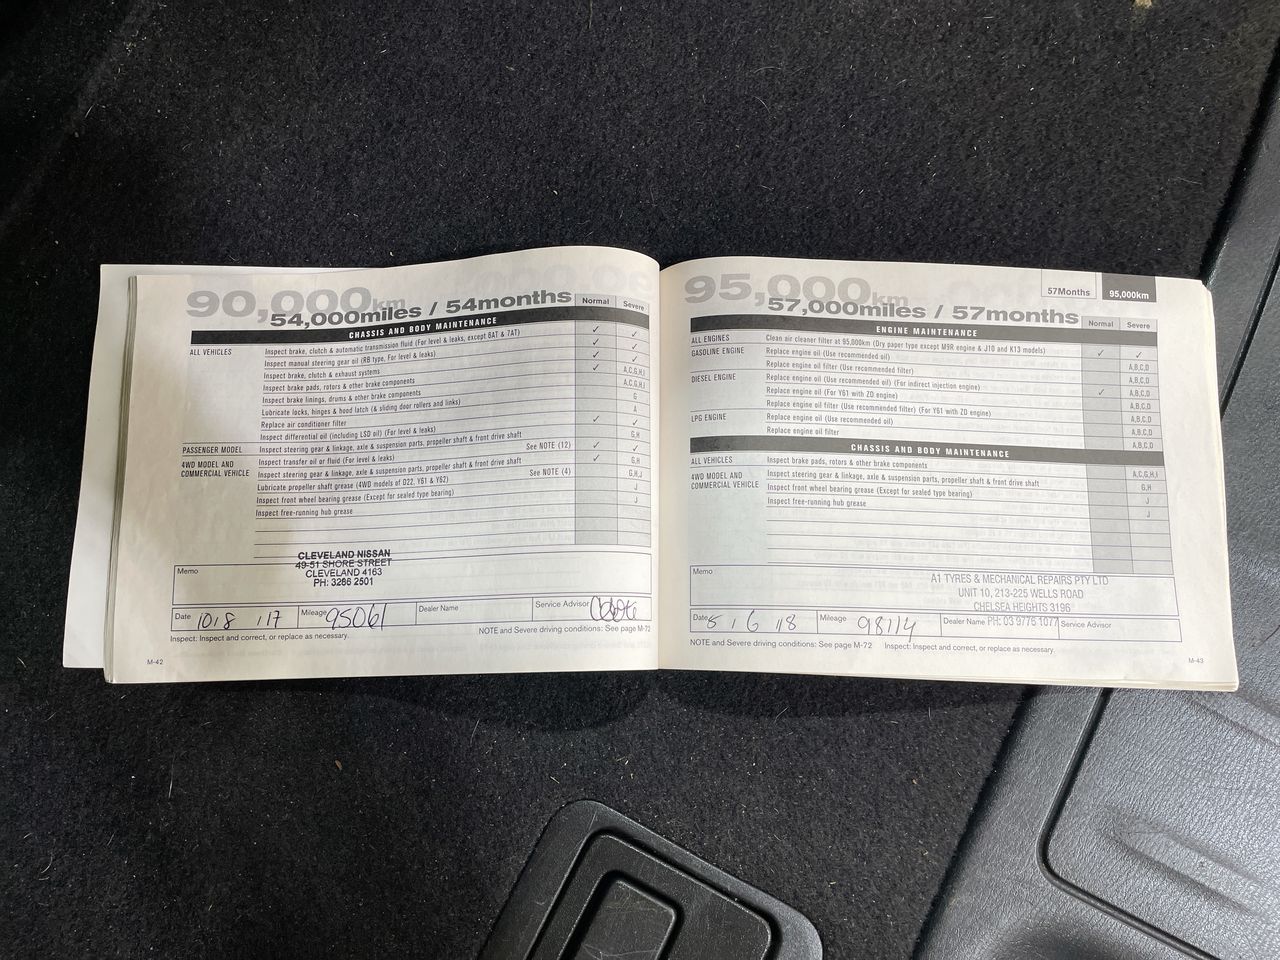 90,000km
54,000miles / 54months
Normal Severe
CHASSIS AND BODY MAINTENANCE
ALL VEHICLES Inspect brake, clutch & automatic transmission fluid (For level & leaks, except 6AT & 7AT) ✓ ✓
Inspect manual steering gear oil (RB type, For level & leaks) ✓ ✓
Inspect brake, clutch & exhaust systems ✓ ✓
Inspect brake pads, rotors & other brake components ✓ A,C,G,H,I
Inspect brake linings, drums & other brake components A,C,G,H,I
Lubricate locks, hinges & hood latch (& sliding door rollers and links) G
Replace air conditioner filter A
Inspect differential oil (including LSD oil) (For level & leaks) ✓ ✓
PASSENGER MODEL Inspect steering gear & linkage, axle & suspension parts, propeller shaft & front drive shaft G,H
4WD MODEL AND COMMERCIAL VEHICLE Inspect transfer oil or fluid (For level & leaks) See NOTE (12) ✓ ✓
Inspect steering gear & linkage, axle & suspension parts, propeller shaft & front drive shaft ✓ G,H
Lubricate propeller shaft grease (4WD models of D22, Y61 & Y62) See NOTE (4) G,H,J
Inspect front wheel bearing grease (Except for sealed type bearing) J
Inspect free-running hub grease J
CLEVELAND NISSAN
49-51 SHORE STREET
CLEVELAND 4163
PH: 3286 2501
Memo
Date 10/8/17 Mileage 95061 Dealer Name Service Advisor
Inspect: Inspect and correct, or replace as necessary. NOTE and Severe driving conditions: See page M-72
M-42
95,000km
57,000miles / 57months
57Months 95,000km
Normal Severe
ENGINE MAINTENANCE
ALL ENGINES Clean air cleaner filter at 95,000km (Dry paper type except M9R engine & J10 and K13 models)
GASOLINE ENGINE Replace engine oil (Use recommended oil) ✓ ✓
Replace engine oil filter (Use recommended filter) A,B,C,D
DIESEL ENGINE Replace engine oil (Use recommended oil) (For indirect injection engine) A,B,C,D
Replace engine oil (For Y61 with ZD engine) ✓ A,B,C,D
Replace engine oil filter (Use recommended filter) (For Y61 with ZD engine) A,B,C,D
LPG ENGINE Replace engine oil (Use recommended oil) A,B,C,D
Replace engine oil filter A,B,C,D
A,B,C,D
CHASSIS AND BODY MAINTENANCE
ALL VEHICLES Inspect brake pads, rotors & other brake components
4WD MODEL AND COMMERCIAL VEHICLE Inspect steering gear & linkage, axle & suspension parts, propeller shaft & front drive shaft A,C,G,H,I
Inspect front wheel bearing grease (Except for sealed type bearing) G,H
Inspect free-running hub grease J
J
Memo
A1 TYRES & MECHANICAL REPAIRS PTY LTD
UNIT 10, 213-225 WELLS ROAD
CHELSEA HEIGHTS 3196
PH: 03 9776 1077
Date 5/6/18 Mileage 98114 Dealer Name Service Advisor
NOTE and Severe driving conditions: See page M-72 Inspect: Inspect and correct, or replace as necessary.
M-43